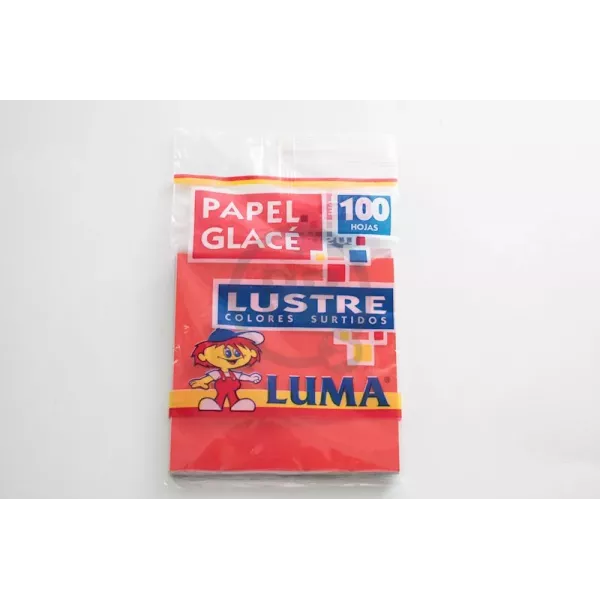 PAPEL
GLACÉ
100
HOJAS
LUSTRE
COLORES SURTIDOS
LUMA®